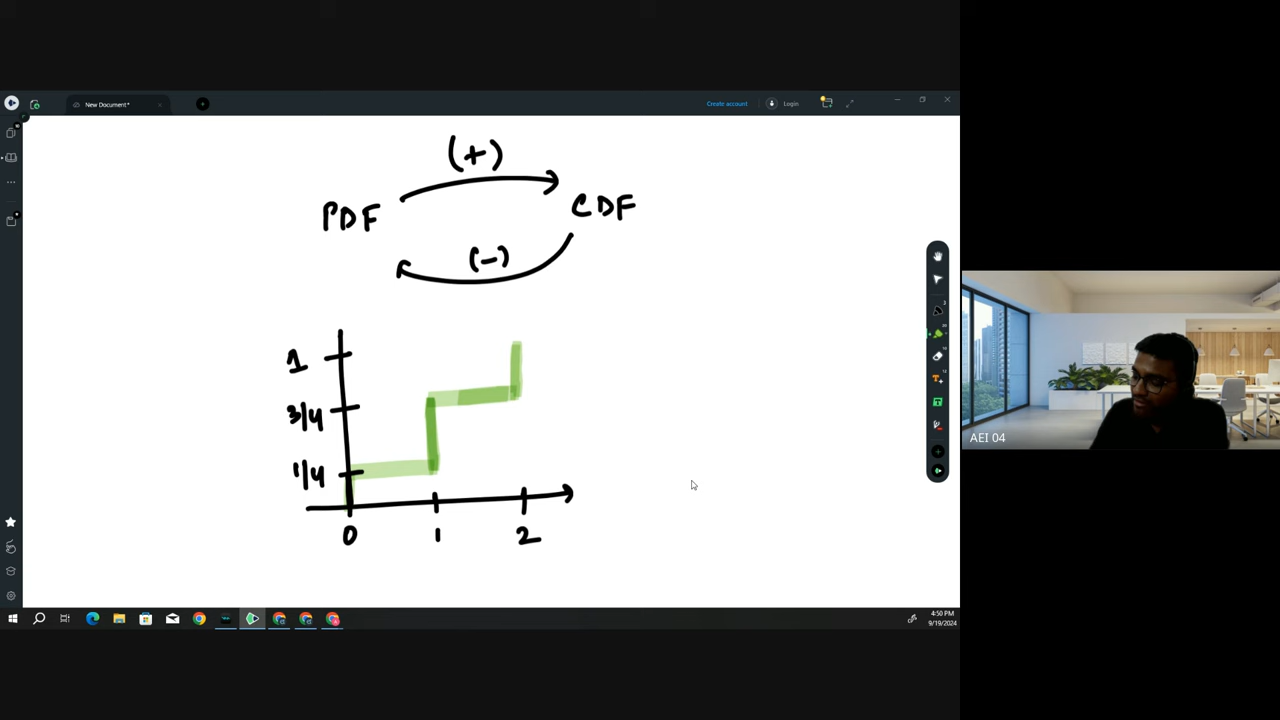 New Document*
Create account
Login
(+)
PDF
CDF
(-)
1
3/4
1/4
0 1 2
AEI 04
4:50 PM
9/19/2024